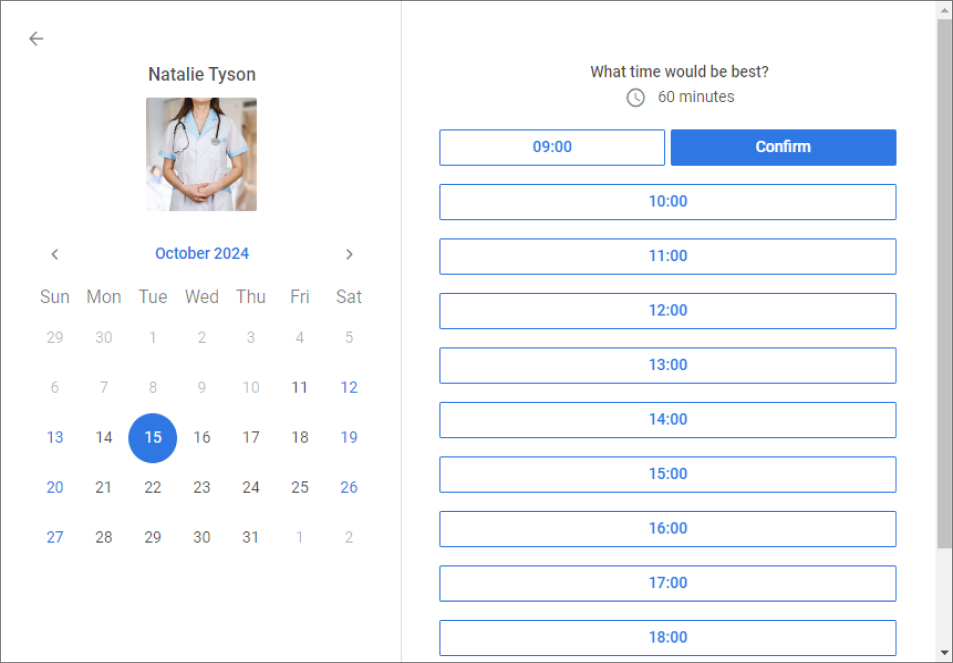 Natalie Tyson
October 2024
Sun Mon Tue Wed Thu Fri Sat
29 30 1 2 3 4 5
6 7 8 9 10 11 12
13 14 15 16 17 18 19
20 21 22 23 24 25 26
27 28 29 30 31 1 2
What time would be best?
60 minutes
09:00 Confirm
10:00
11:00
12:00
13:00
14:00
15:00
16:00
17:00
18:00